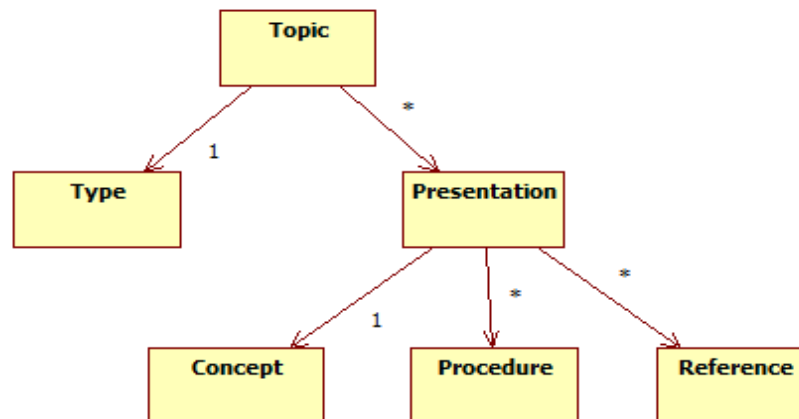 Topic
*
1
Type
Presentation
*
*
1
Concept
Procedure
Reference